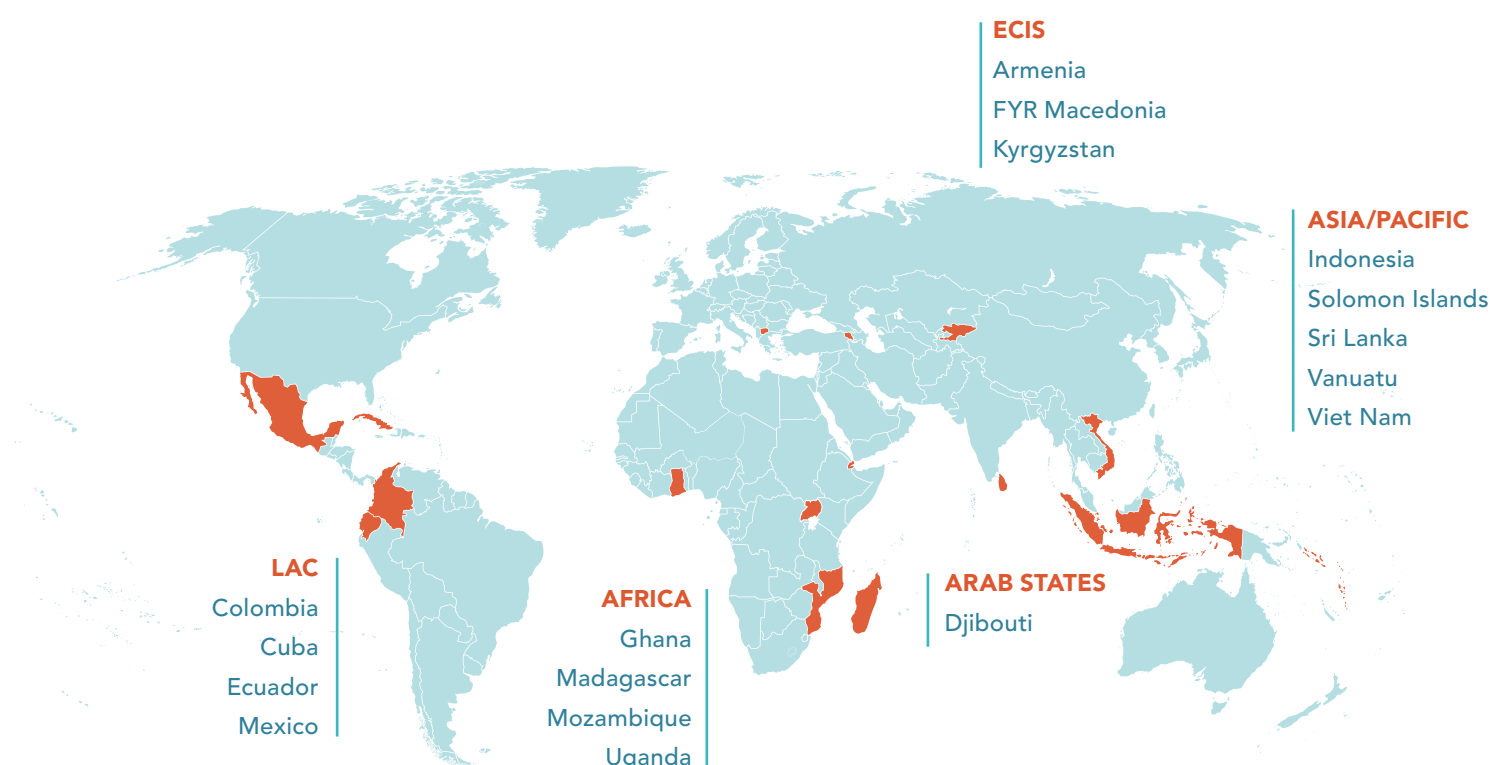 ECIS
Armenia
FYR Macedonia
Kyrgyzstan
ASIA/PACIFIC
Indonesia
Solomon Islands
Sri Lanka
Vanuatu
Viet Nam
LAC
Colombia
Cuba
Ecuador
Mexico
AFRICA
Ghana
Madagascar
Mozambique
Uganda
ARAB STATES
Djibouti